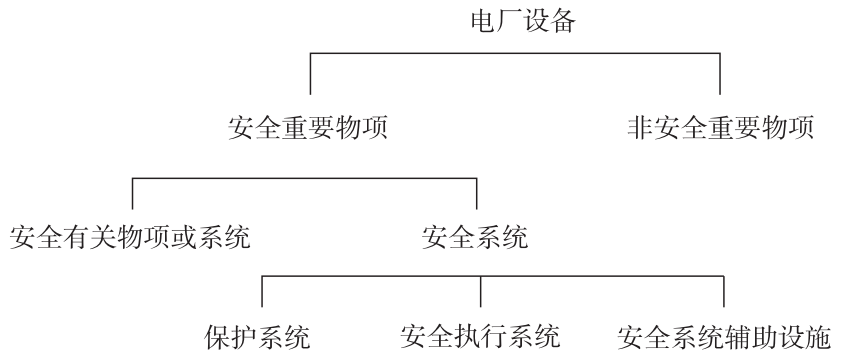 电厂设备
安全重要物项 非安全重要物项
安全有关物项或系统 安全系统
保护系统 安全执行系统 安全系统辅助设施